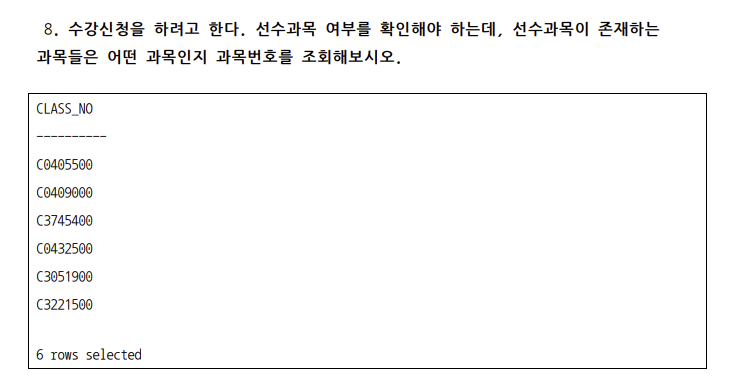 8. 수강신청을 하려고 한다. 선수과목 여부를 확인해야 하는데, 선수과목이 존재하는
과목들은 어떤 과목인지 과목번호를 조회해보시오.
CLASS_NO
----------
C0405500
C0409000
C3745400
C0432500
C3051900
C3221500
6 rows selected